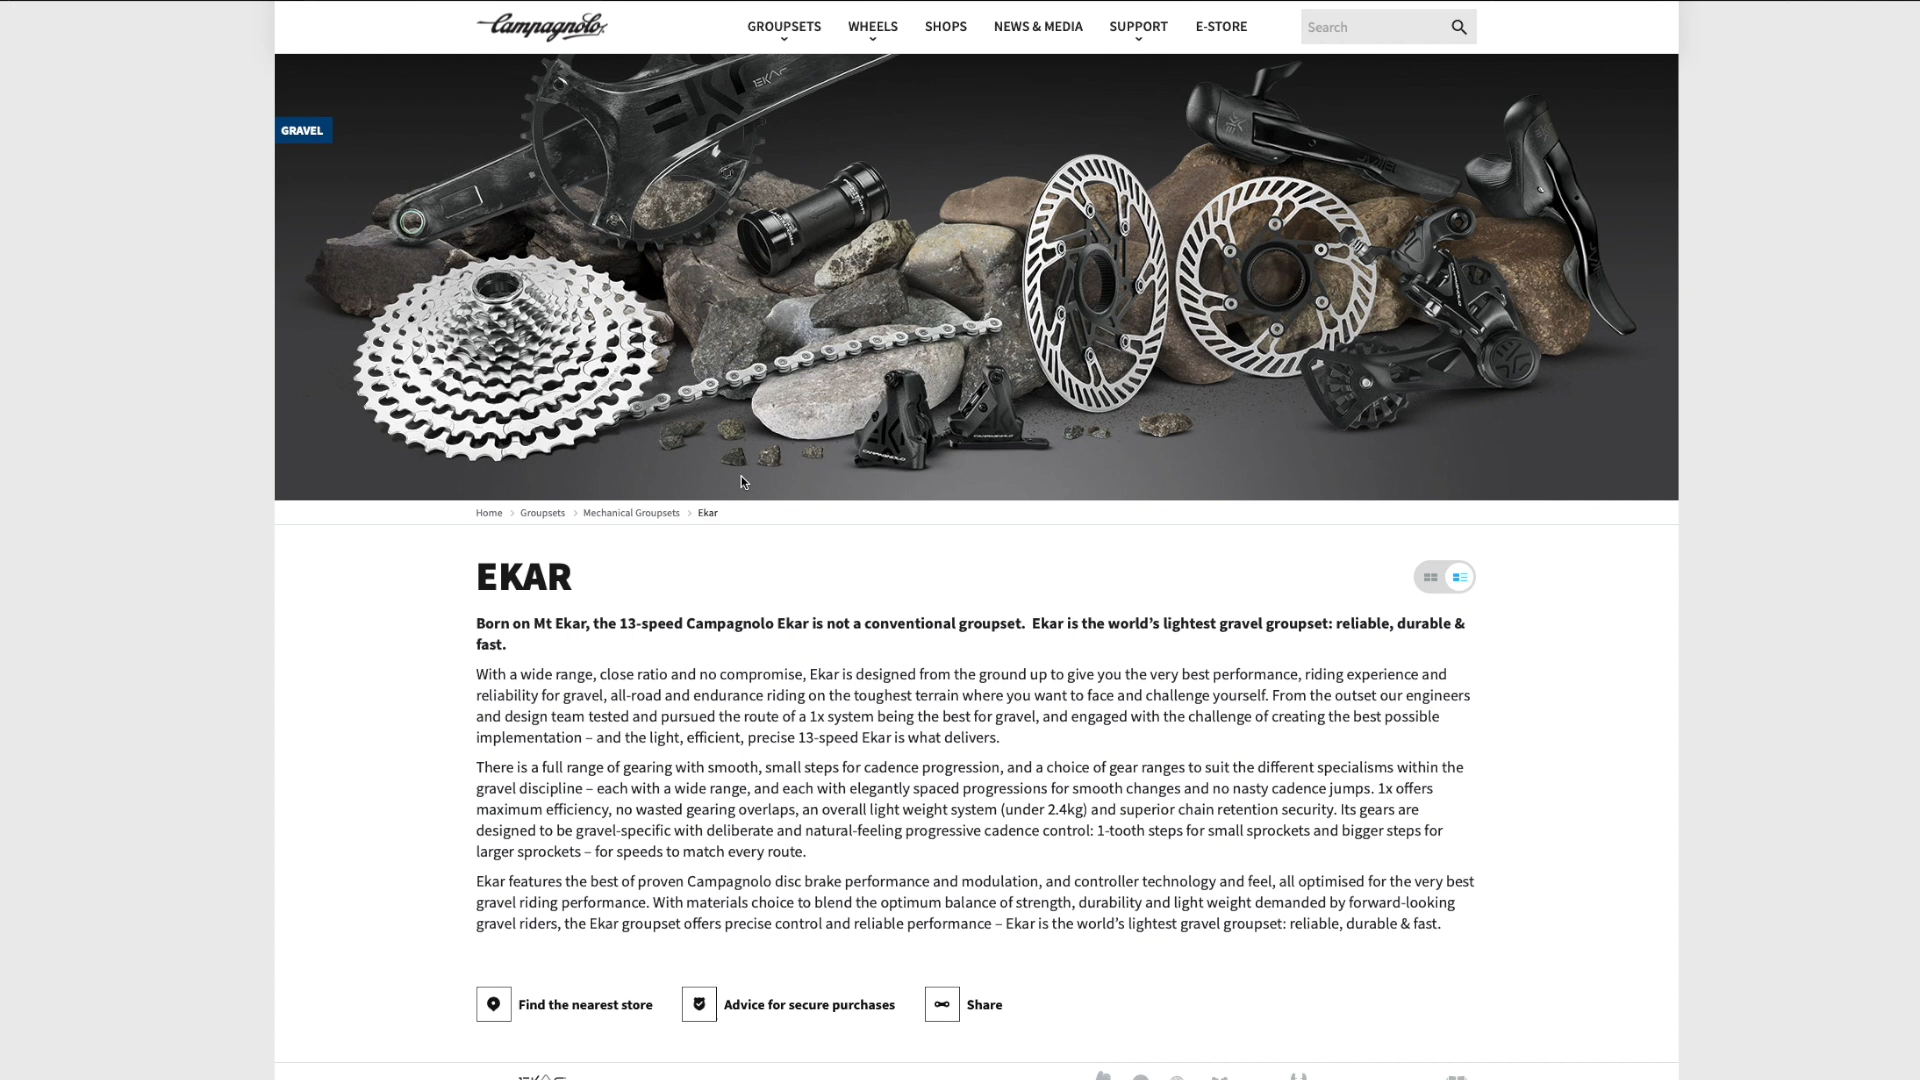 Campagnolo
GROUPSETS
WHEELS
SHOPS
NEWS & MEDIA
SUPPORT
E-STORE
Search
EKAR
GRAVEL
CAMPAGNOLO
CAMPAGNOLO
Home > Groupsets > Mechanical Groupsets > Ekar
EKAR
Born on Mt Ekar, the 13-speed Campagnolo Ekar is not a conventional groupset. Ekar is the world’s lightest gravel groupset: reliable, durable &
fast.
With a wide range, close ratio and no compromise, Ekar is designed from the ground up to give you the very best performance, riding experience and
reliability for gravel, all-road and endurance riding on the toughest terrain where you want to face and challenge yourself. From the outset our engineers
and design team tested and pursued the route of a 1x system being the best for gravel, and engaged with the challenge of creating the best possible
implementation – and the light, efficient, precise 13-speed Ekar is what delivers.
There is a full range of gearing with smooth, small steps for cadence progression, and a choice of gear ranges to suit the different specialisms within the
gravel discipline – each with a wide range, and each with elegantly spaced progressions for smooth changes and no nasty cadence jumps. 1x offers
maximum efficiency, no wasted gearing overlaps, an overall light weight system (under 2.4kg) and superior chain retention security. Its gears are
designed to be gravel-specific with deliberate and natural-feeling progressive cadence control: 1-tooth steps for small sprockets and bigger steps for
larger sprockets – for speeds to match every route.
Ekar features the best of proven Campagnolo disc brake performance and modulation, and controller technology and feel, all optimised for the very best
gravel riding performance. With materials choice to blend the optimum balance of strength, durability and light weight demanded by forward-looking
gravel riders, the Ekar groupset offers precise control and reliable performance – Ekar is the world’s lightest gravel groupset: reliable, durable & fast.
Find the nearest store
Advice for secure purchases
Share